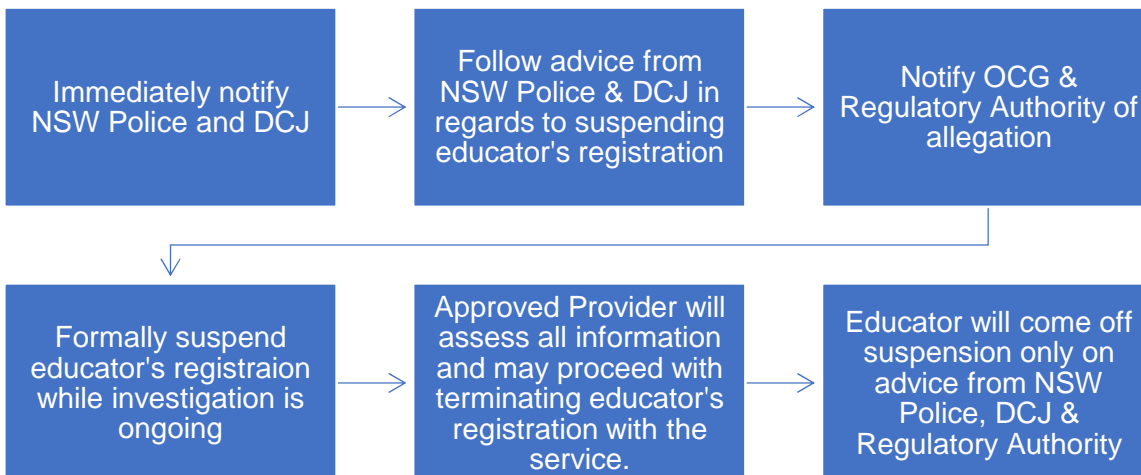 Immediately notify
NSW Police and DCJ
Follow advice from
NSW Police & DCJ in
regards to suspending
educator's registration
Notify OCG &
Regulatory Authority of
allegation
Formally suspend
educator's registraion
while investigation is
ongoing
Approved Provider will
assess all information
and may proceed with
terminating educator's
registration with the
service.
Educator will come off
suspension only on
advice from NSW
Police, DCJ &
Regulatory Authority